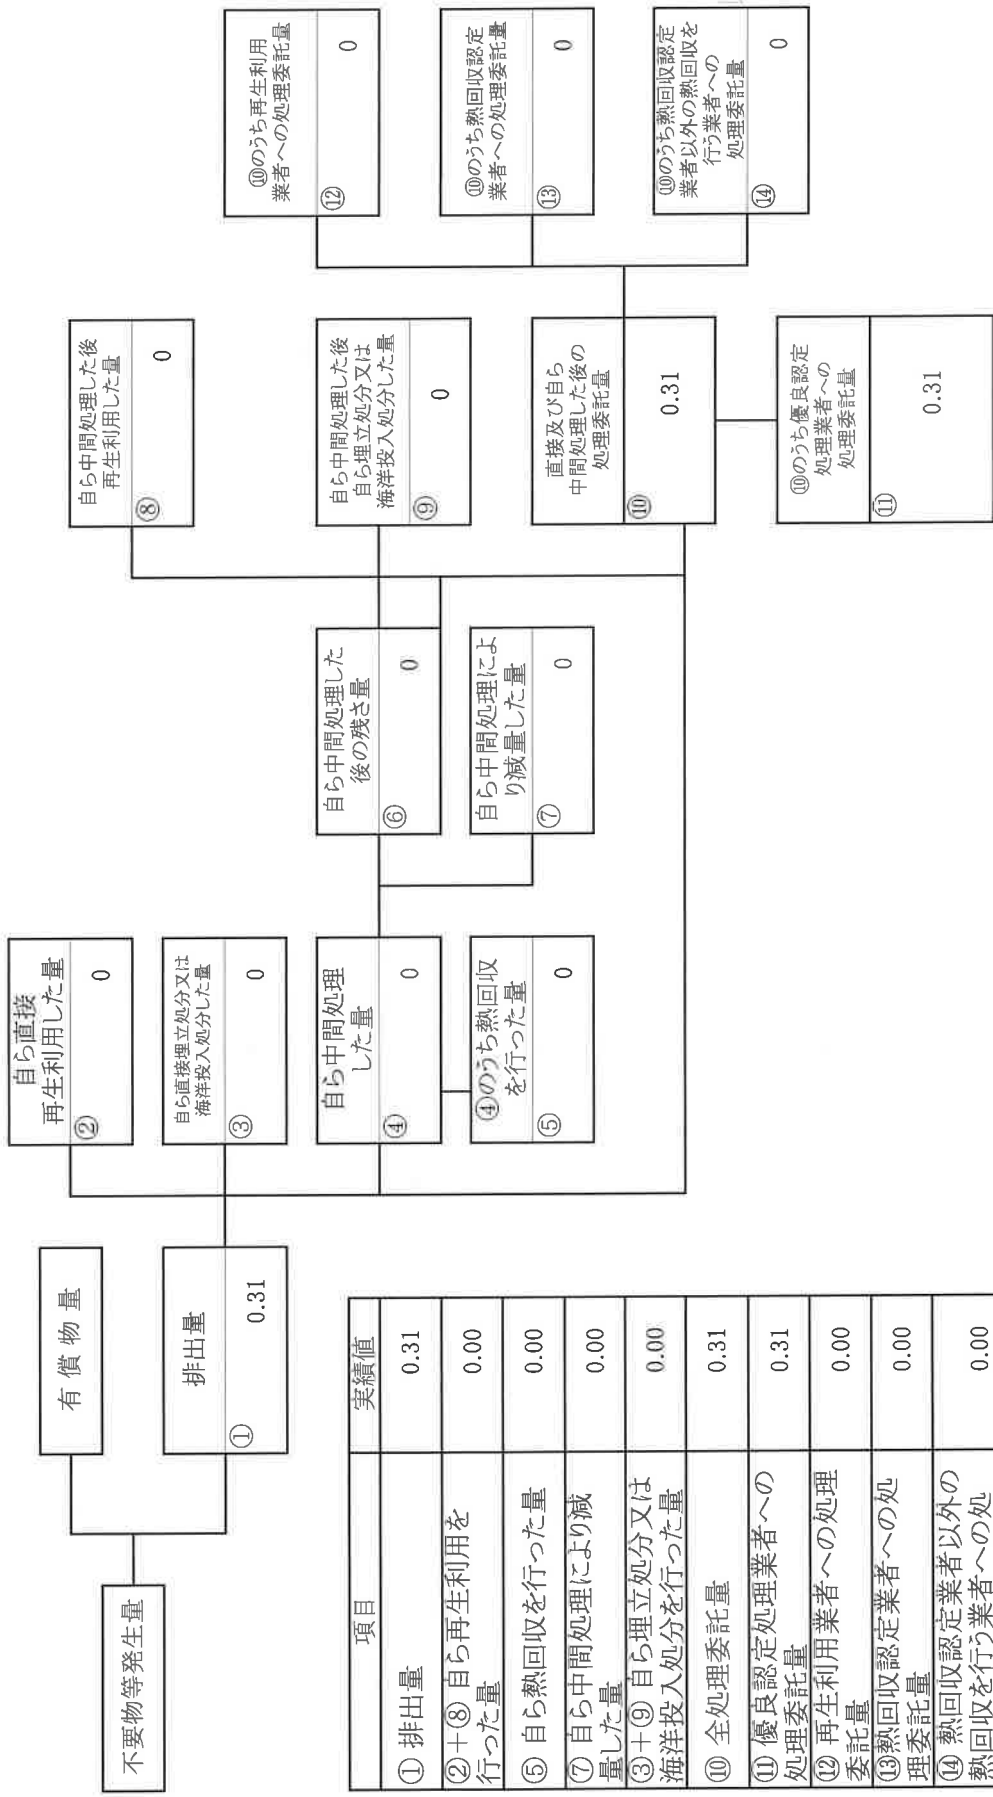 不要物等発生量
有償物量
排出量
① 0.31
自ら直接
再生利用した量
② 0
自ら直接埋立処分又は
海洋投入処分した量
③ 0
自ら中間処理
した量
④ 0
④のうち熱回収
を行った量
⑤ 0
自ら中間処理した
後の残さ量
⑥ 0
自ら中間処理によ
り減量した量
⑦ 0
自ら中間処理した後
再生利用した量
⑧ 0
自ら中間処理した後
自ら埋立処分又は
海洋投入処分した量
⑨ 0
直接及び自ら
中間処理した後の
処理委託量
⑩ 0.31
⑩のうち優良認定
処理業者への
処理委託量
⑪ 0.31
⑩のうち再生利用
業者への処理委託量
⑫ 0
⑩のうち熱回収認定
業者への処理委託量
⑬ 0
⑩のうち熱回収認定
業者以外の熱回収を
行う業者への
処理委託量
⑭ 0
項目 実績値
① 排出量 0.31
②＋⑧ 自ら再生利用を
行った量 0.00
⑤ 自ら熱回収を行った量 0.00
⑦ 自ら中間処理により減
量した量 0.00
③＋⑨ 自ら埋立処分又は
海洋投入処分を行った量 0.00
⑩ 全処理委託量 0.31
⑪ 優良認定処理業者への
処理委託量 0.31
⑫ 再生利用業者への処理
委託量 0.00
⑬熱回収認定業者への処
理委託量 0.00
⑭ 熱回収認定業者以外の
熱回収を行う業者への処 0.00